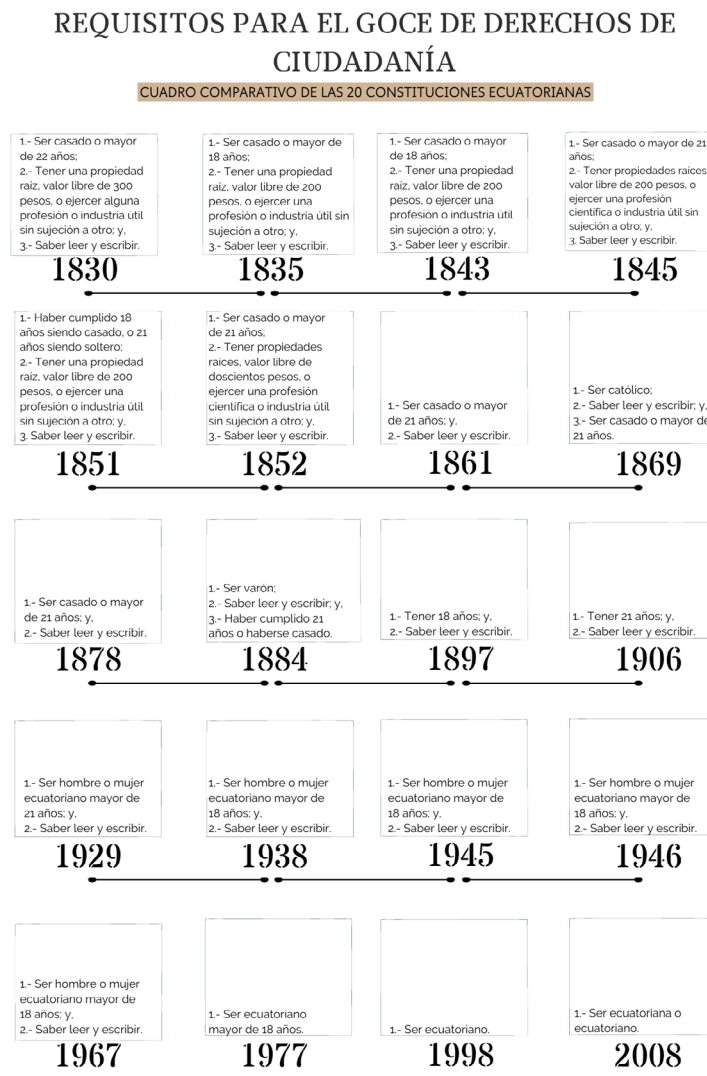 REQUISITOS PARA EL GOCE DE DERECHOS DE
CIUDADANÍA
CUADRO COMPARATIVO DE LAS 20 CONSTITUCIONES ECUATORIANAS
1.- Ser casado o mayor
de 22 años;
2.- Tener una propiedad
raíz, valor libre de 300
pesos, o ejercer alguna
profesión o industria útil
sin sujeción a otro; y,
3.- Saber leer y escribir.
1830
1.- Ser casado o mayor de
18 años;
2.- Tener una propiedad
raíz, valor libre de 200
pesos, o ejercer una
profesión o industria útil sin
sujeción a otro; y,
3.- Saber leer y escribir.
1835
1.- Ser casado o mayor
de 18 años;
2.- Tener una propiedad
raíz, valor libre de 200
pesos, o ejercer una
profesión o industria útil
sin sujeción a otro; y,
3.- Saber leer y escribir.
1843
1.- Ser casado o mayor de 21
años;
2.- Tener propiedades raíces,
valor libre de 200 pesos, o
ejercer una profesión
científica o industria útil sin
sujeción a otro; y,
3. Saber leer y escribir.
1845
1.- Haber cumplido 18
años siendo casado, o 21
años siendo soltero;
2.- Tener una propiedad
raíz, valor libre de 200
pesos, o ejercer una
profesión o industria útil
sin sujeción a otro; y,
3. Saber leer y escribir.
1851
1.- Ser casado o mayor
de 21 años;
2.- Tener propiedades
raíces, valor libre de
doscientos pesos, o
ejercer una profesión
científica o industria útil
sin sujeción a otro; y,
3.- Saber leer y escribir.
1852
1.- Ser casado o mayor
de 21 años; y,
2.- Saber leer y escribir.
1861
1.- Ser católico;
2.- Saber leer y escribir; y,
3.- Ser casado o mayor de
21 años.
1869
1.- Ser casado o mayor
de 21 años; y,
2.- Saber leer y escribir.
1878
1.- Ser varón;
2.- Saber leer y escribir; y,
3.- Haber cumplido 21
años o haberse casado.
1884
1.- Tener 18 años; y,
2.- Saber leer y escribir.
1897
1.- Tener 21 años; y,
2.- Saber leer y escribir.
1906
1.- Ser hombre o mujer
ecuatoriano mayor de
21 años; y,
2.- Saber leer y escribir.
1929
1.- Ser hombre o mujer
ecuatoriano mayor de
18 años; y,
2.- Saber leer y escribir.
1938
1.- Ser hombre o mujer
ecuatoriano mayor de
18 años; y,
2.- Saber leer y escribir.
1945
1.- Ser hombre o mujer
ecuatoriano mayor de
18 años; y,
2.- Saber leer y escribir.
1946
1.- Ser hombre o mujer
ecuatoriano mayor de
18 años; y,
2.- Saber leer y escribir.
1967
1.- Ser ecuatoriano
mayor de 18 años.
1977
1.- Ser ecuatoriano.
1998
1.- Ser ecuatoriana o
ecuatoriano.
2008